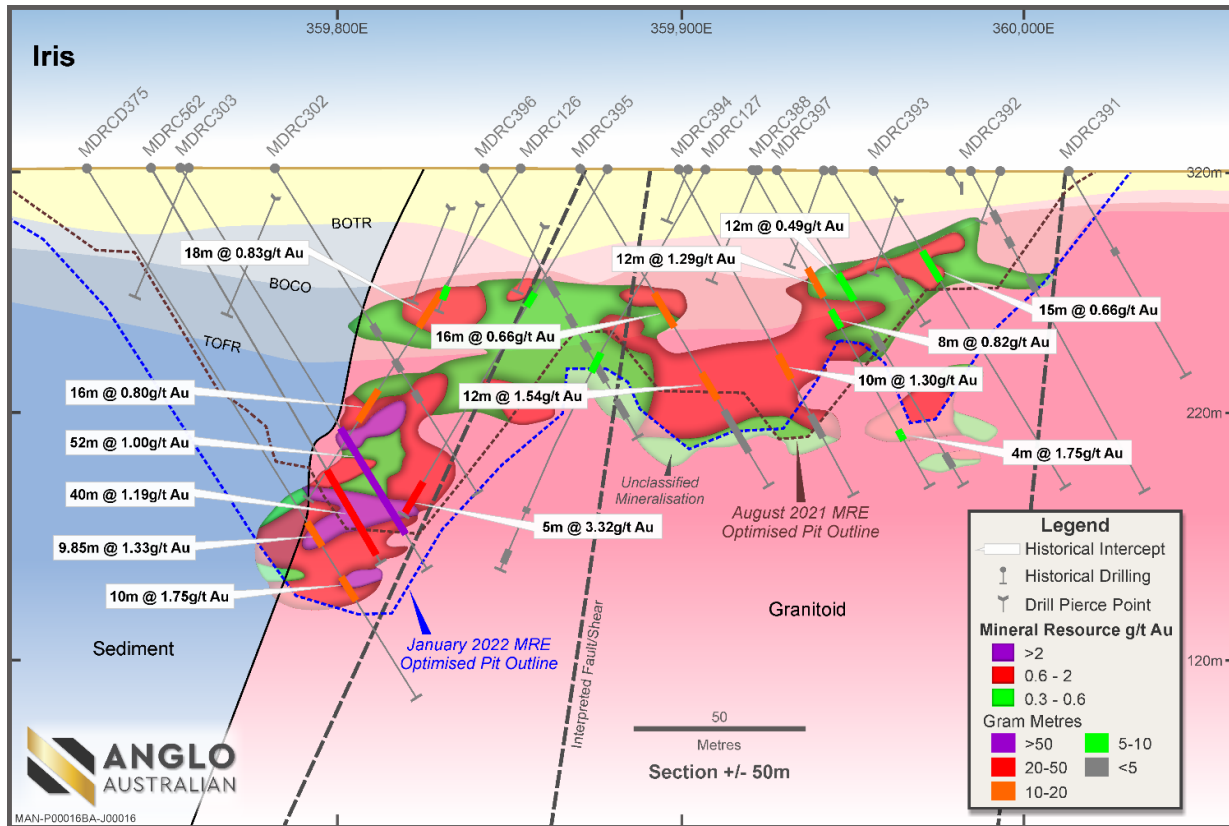 359,800E
359,900E
360,000E
Iris
MDRCD375
MDRC562
MDRC303
MDRC302
MDRC396
MDRC126
MDRC395
MDRC394
MDRC127
MDRC388
MDRC397
MDRC393
MDRC392
MDRC391
320m
BOTR
12m @ 0.49g/t Au
18m @ 0.83g/t Au
12m @ 1.29g/t Au
BOCO
15m @ 0.66g/t Au
16m @ 0.66g/t Au
TOFR
8m @ 0.82g/t Au
10m @ 1.30g/t Au
16m @ 0.80g/t Au
12m @ 1.54g/t Au
220m
52m @ 1.00g/t Au
4m @ 1.75g/t Au
Unclassified
Mineralisation
40m @ 1.19g/t Au
August 2021 MRE
Optimised Pit Outline
5m @ 3.32g/t Au
9.85m @ 1.33g/t Au
10m @ 1.75g/t Au
Granitoid
Sediment
January 2022 MRE
Optimised Pit Outline
Interpreted Fault/Shear
120m
50
Metres
Section +/- 50m
Legend
Historical Intercept
Historical Drilling
Drill Pierce Point
Mineral Resource g/t Au
>2
0.6 - 2
0.3 - 0.6
Gram Metres
>50
5-10
20-50
<5
10-20
ANGLO
AUSTRALIAN
MAN-P00016BA-J00016